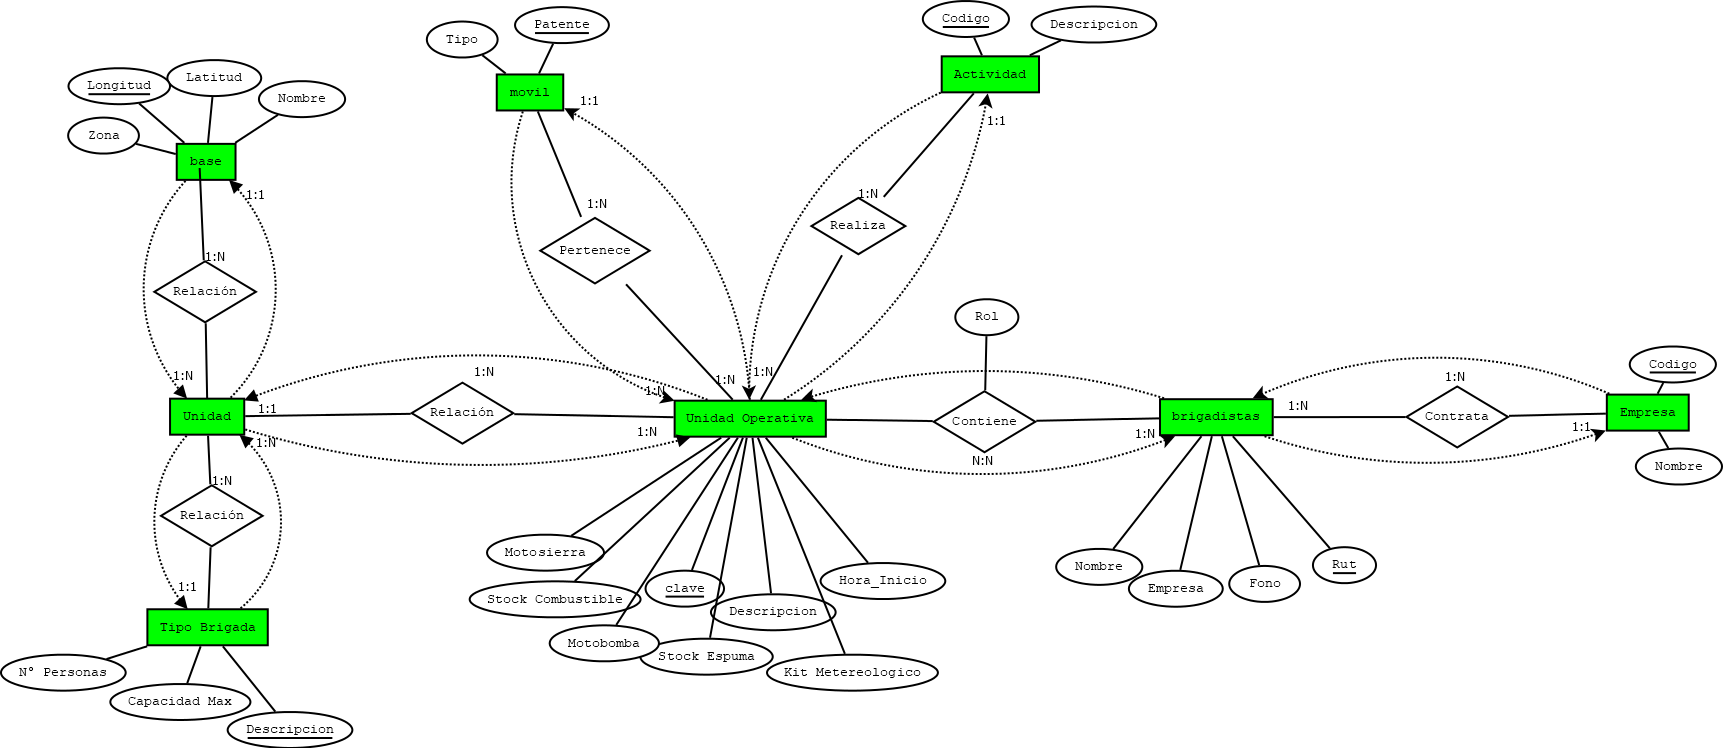 Codigo
Patente
Descripcion
Tipo
Actividad
Latitud
Longitud
movil
Nombre
1:1
1:1
Zona
base
1:1
1:N
1:N
Realiza
Pertenece
1:N
Relación
Rol
Codigo
1:N
1:N
1:N
1:N
1:N
1:N
1:1
1:N
Unidad
Relación
Unidad Operativa
Contiene
brigadistas
Contrata
Empresa
1:N
1:N
1:N
1:1
N:N
Nombre
1:N
Relación
Motosierra
Nombre
Rut
1:1
Stock Combustible
clave
Hora_Inicio
Empresa
Fono
Descripcion
Tipo Brigada
Motobomba
Stock Espuma
N° Personas
Kit Metereologico
Capacidad Max
Descripcion